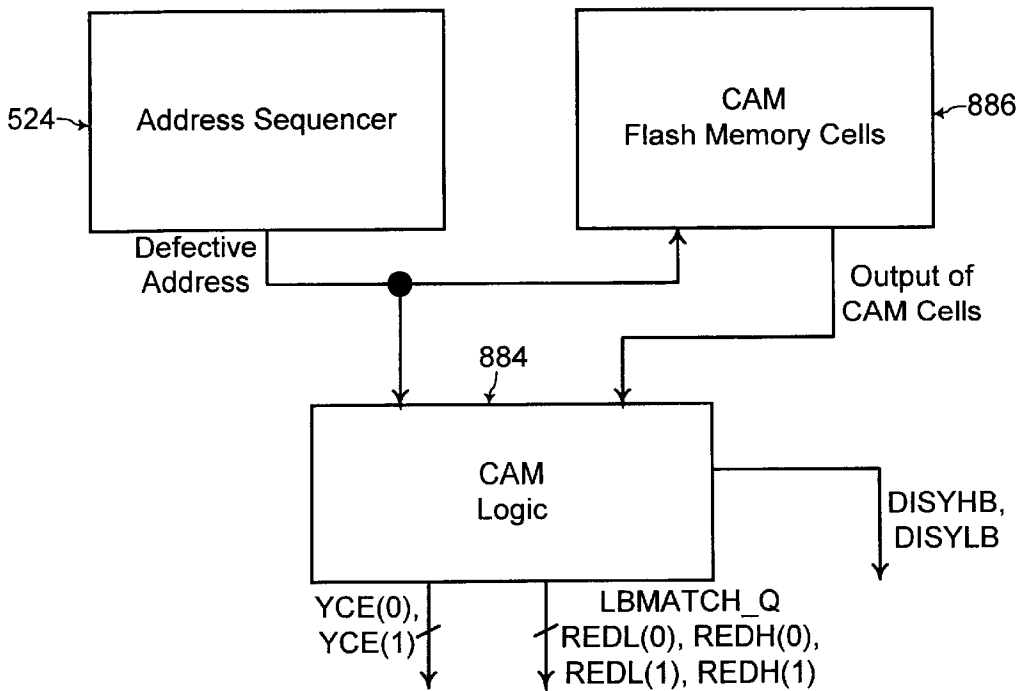 524
Address Sequencer
CAM
Flash Memory Cells
886
Defective
Address
Output of
CAM Cells
884
CAM
Logic
DISYHB,
DISYLB
YCE(0),
YCE(1)
LBMATCH_Q
REDL(0), REDH(0),
REDL(1), REDH(1)